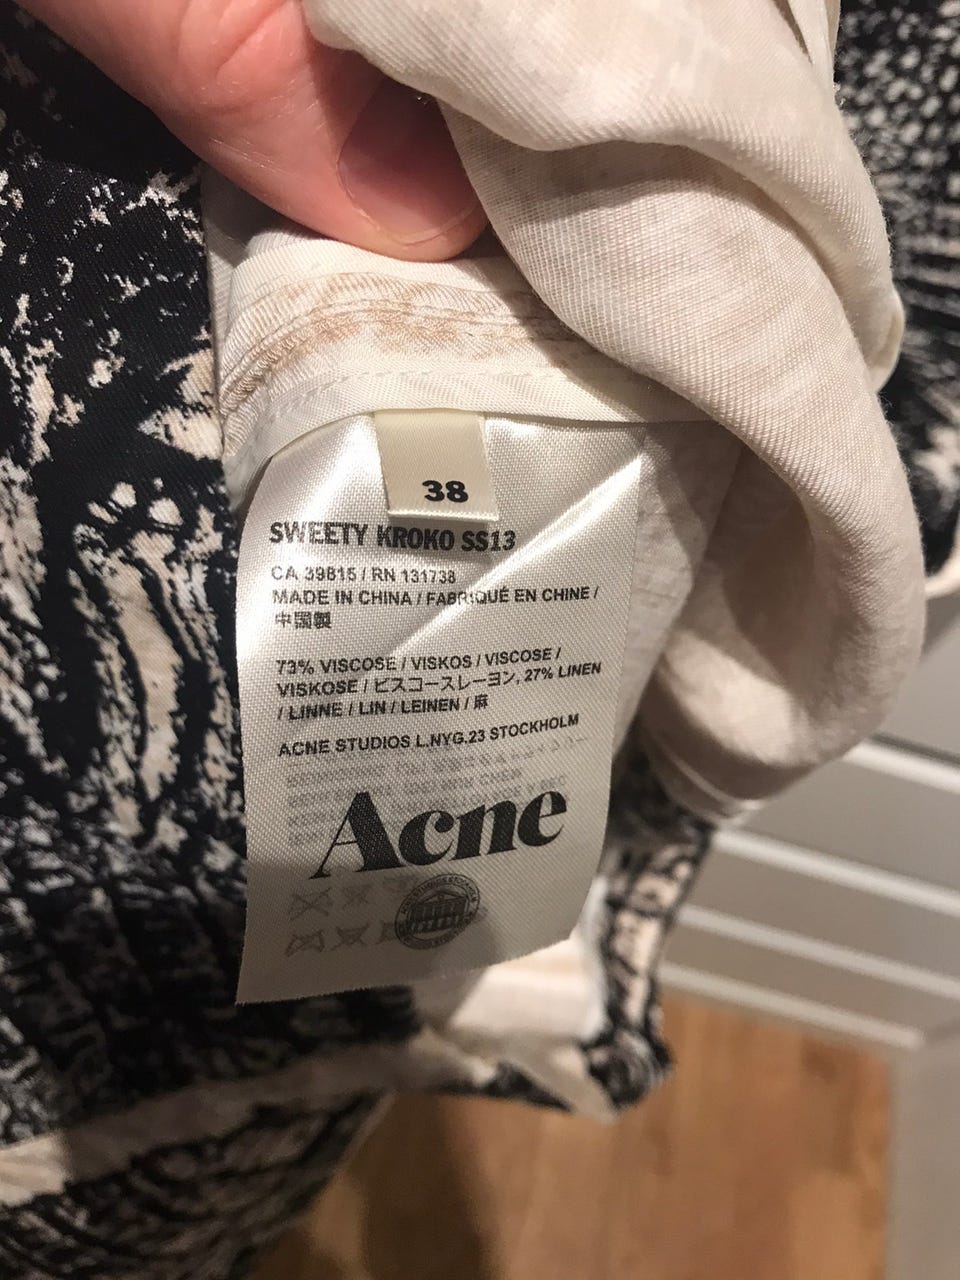 38
SWEETY KROKO SS13
CA 39815 / RN 131738
MADE IN CHINA / FABRIQUÉ EN CHINE /
中国製
73% VISCOSE / VISKOS / VISCOSE /
VISKOSE / ビスコースレーヨン, 27% LINEN
/ LINNE / LIN / LEINEN / 麻
ACNE STUDIOS L.NYG.23 STOCKHOLM
Acne